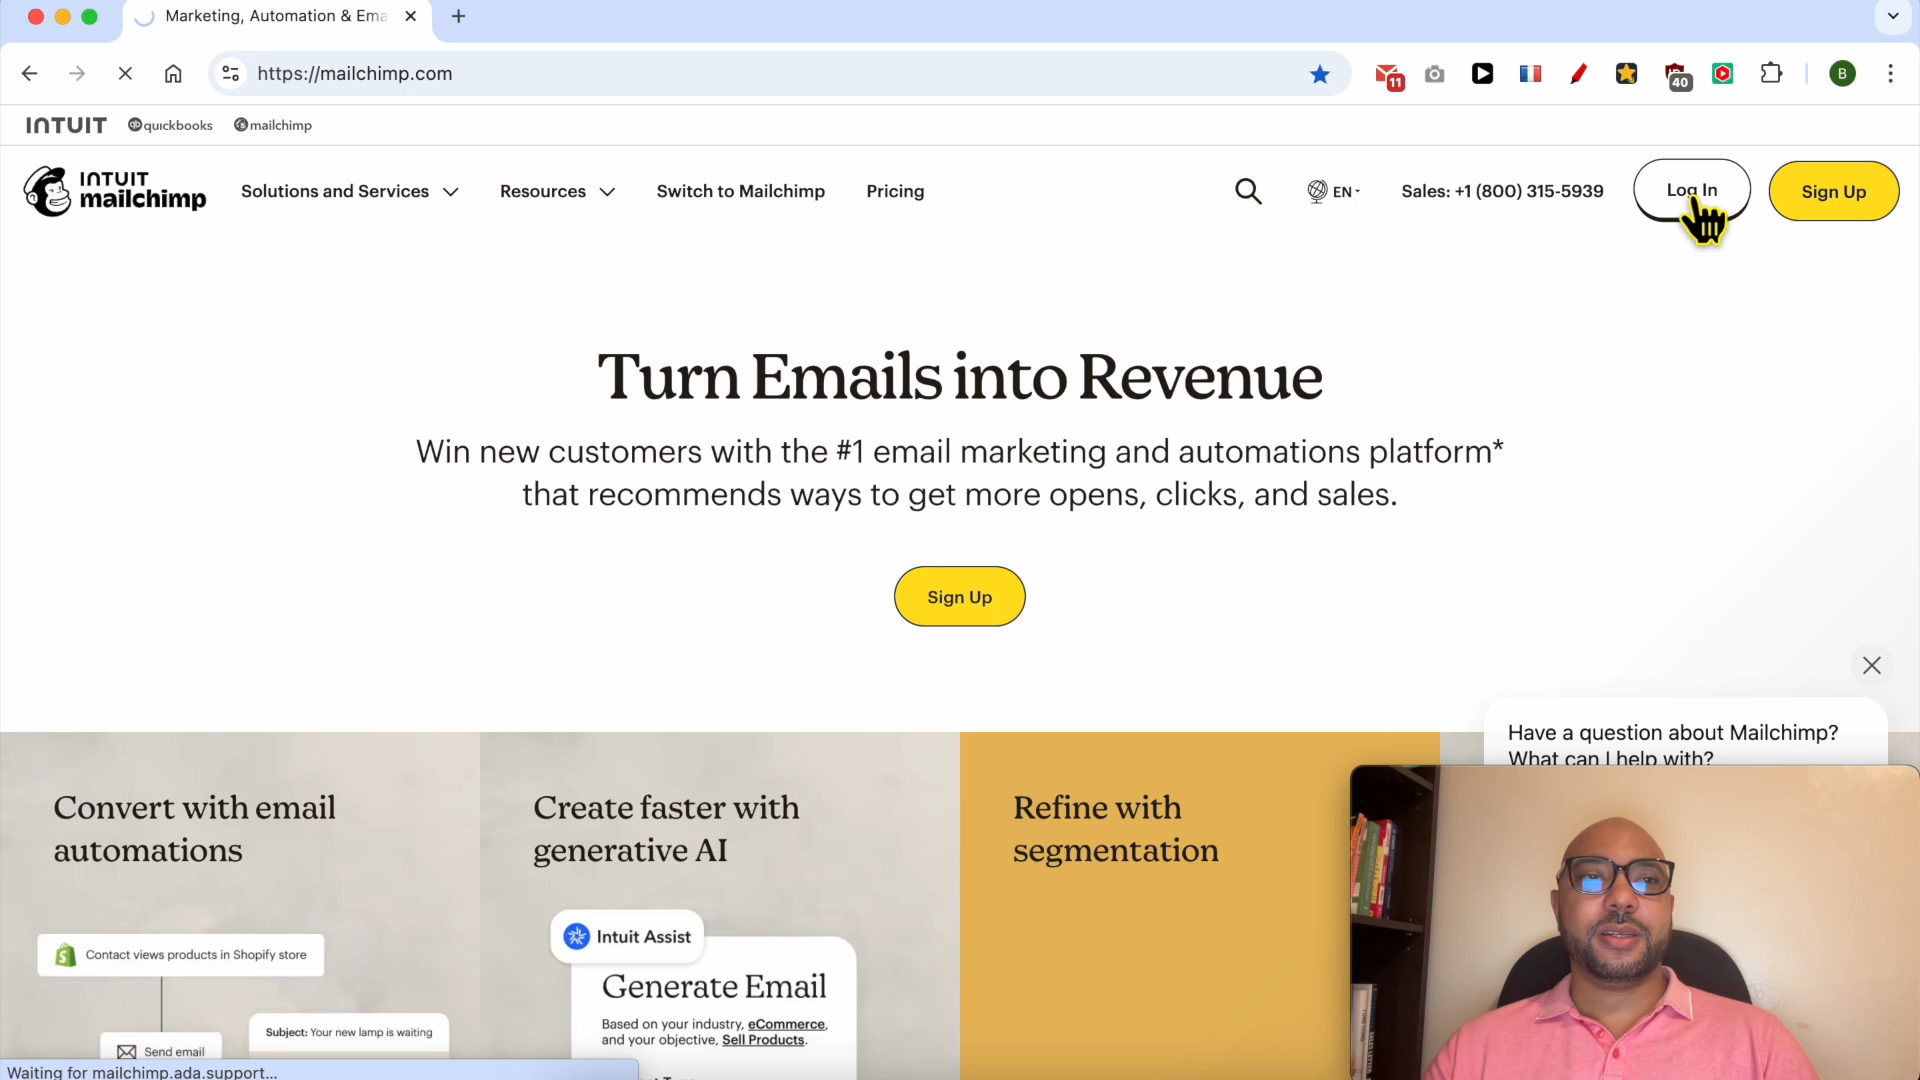 Marketing, Automation & Ema
https://mailchimp.com
11
40
B
INTUIT
quickbooks
mailchimp
INTUIT
mailchimp
Solutions and Services
Resources
Switch to Mailchimp
Pricing
EN
Sales: +1 (800) 315-5939
Log In
Sign Up
Turn Emails into Revenue
Win new customers with the #1 email marketing and automations platform*
that recommends ways to get more opens, clicks, and sales.
Sign Up
Have a question about Mailchimp?
What can I help with?
Convert with email
automations
Create faster with
generative AI
Refine with
segmentation
Contact views products in Shopify store
Subject: Your new lamp is waiting
Send email
Intuit Assist
Generate Email
Based on your industry, eCommerce,
and your objective, Sell Products.
Waiting for mailchimp.ada.support...